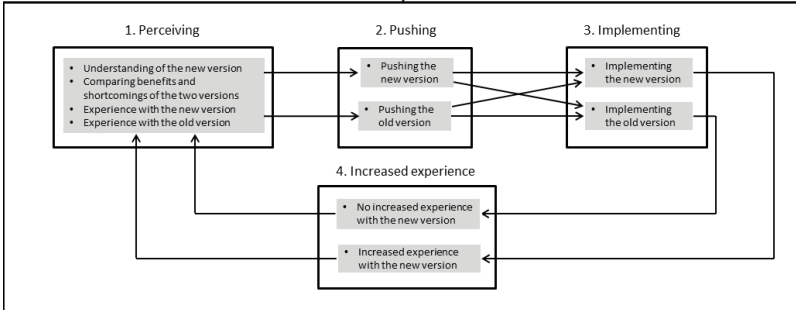 1. Perceiving
• Understanding of the new version
• Comparing benefits and
shortcomings of the two versions
• Experience with the new version
• Experience with the old version
2. Pushing
• Pushing the
new version
• Pushing the
old version
3. Implementing
• Implementing
the new version
• Implementing
the old version
4. Increased experience
• No increased experience
with the new version
• Increased experience
with the new version